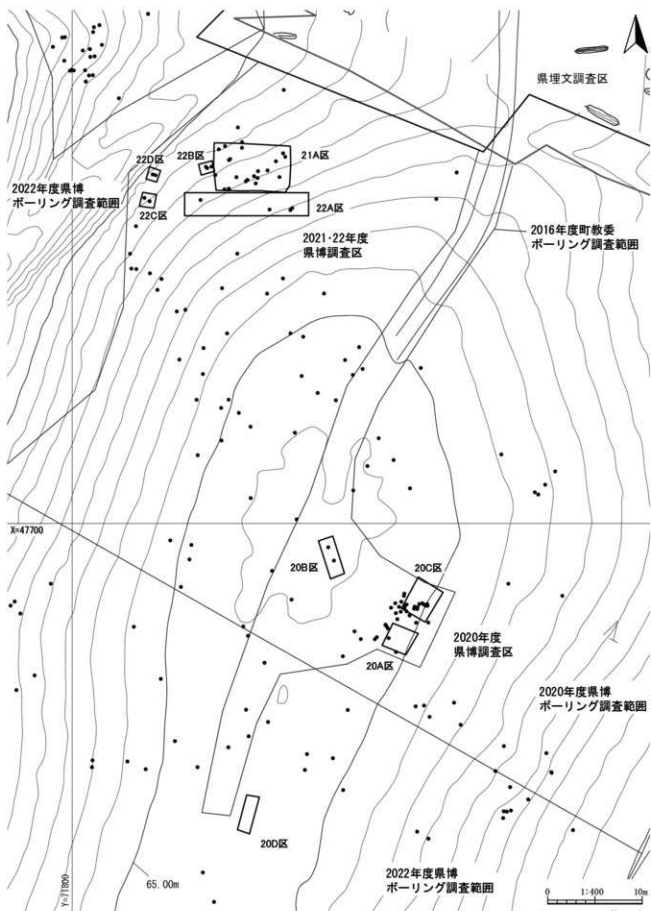 県埋文調査区
22D区
22B区
21A区
2022年度県博
ボーリング調査範囲
22C区
22A区
2021・22年度
県博調査区
2016年度町教委
ボーリング調査範囲
X=47700
20B区
20C区
2020年度
県博調査区
20A区
2020年度県博
ボーリング調査範囲
20D区
65.00m
Y=71800
2022年度県博
ボーリング調査範囲
0 1:400 10m